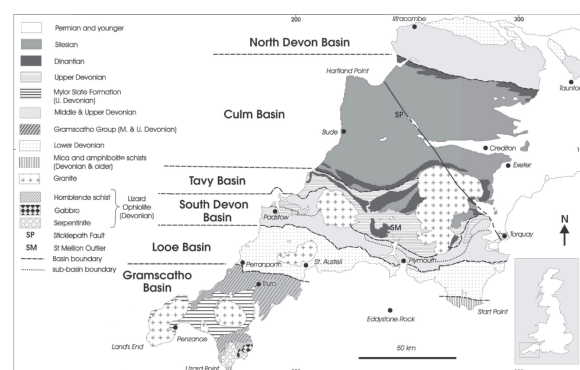 200
300
Permian and younger
Silesian
Dinantian
Upper Devonian
Mylor Slate Formation
(U. Devonian)
Middle & Upper Devonian
Gramscatho Group (M. & U. Devonian)
Lower Devonian
Mica and amphibolite schists
(Devonian & older)
Granite
Hornblende schist
Gabbro
Serpentinite
Lizard
Ophiolite
(Devonian)
SP Sticklepath Fault
SM St Mellion Outlier
Basin boundary
sub-basin boundary
North Devon Basin
Culm Basin
Tavy Basin
South Devon
Basin
Looe Basin
Gramscatho
Basin
Ilfracombe
Taunton
Hartland Point
SP
Bude
Crediton
Exeter
Padstow
SM
Torquay
Perranporth
St. Austell
Plymouth
Truro
Start Point
Eddystone Rock
Land's End
Penzance
Lizard Point
N
50 km